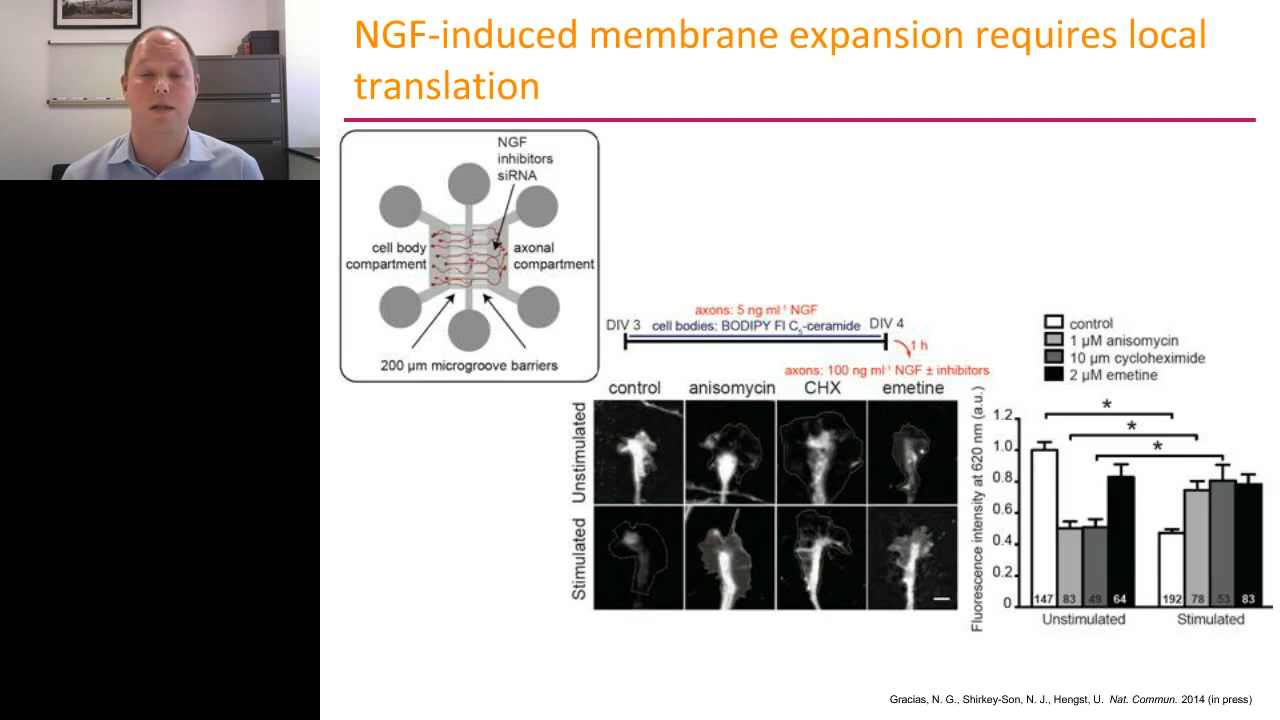 NGF-induced membrane expansion requires local
translation
NGF
inhibitors
siRNA
cell body
compartment
axonal
compartment
200 µm microgroove barriers
axons: 5 ng ml⁻¹ NGF
DIV 3
cell bodies: BODIPY Fl C₅-ceramide
DIV 4
1 h
axons: 100 ng ml⁻¹ NGF ± inhibitors
control
anisomycin
CHX
emetine
Unstimulated
Stimulated
control
1 µM anisomycin
10 µm cycloheximide
2 µM emetine
Fluorescence intensity at 620 nm (a.u.)
1.2
1.0
0.8
0.6
0.4
0.2
0
*
*
*
147 83 49 64 192 78 53 83
Unstimulated
Stimulated
Gracias, N. G., Shirkey-Son, N. J., Hengst, U. Nat. Commun. 2014 (in press)